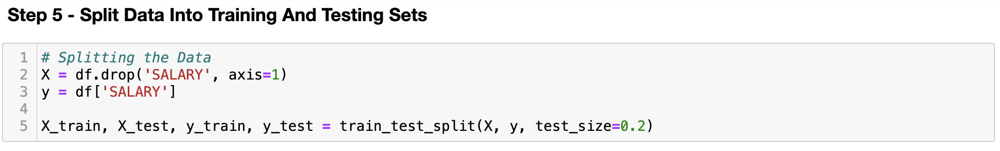 Step 5 - Split Data Into Training And Testing Sets
1 # Splitting the Data
2 X = df.drop('SALARY', axis=1)
3 y = df['SALARY']
4
5 X_train, X_test, y_train, y_test = train_test_split(X, y, test_size=0.2)